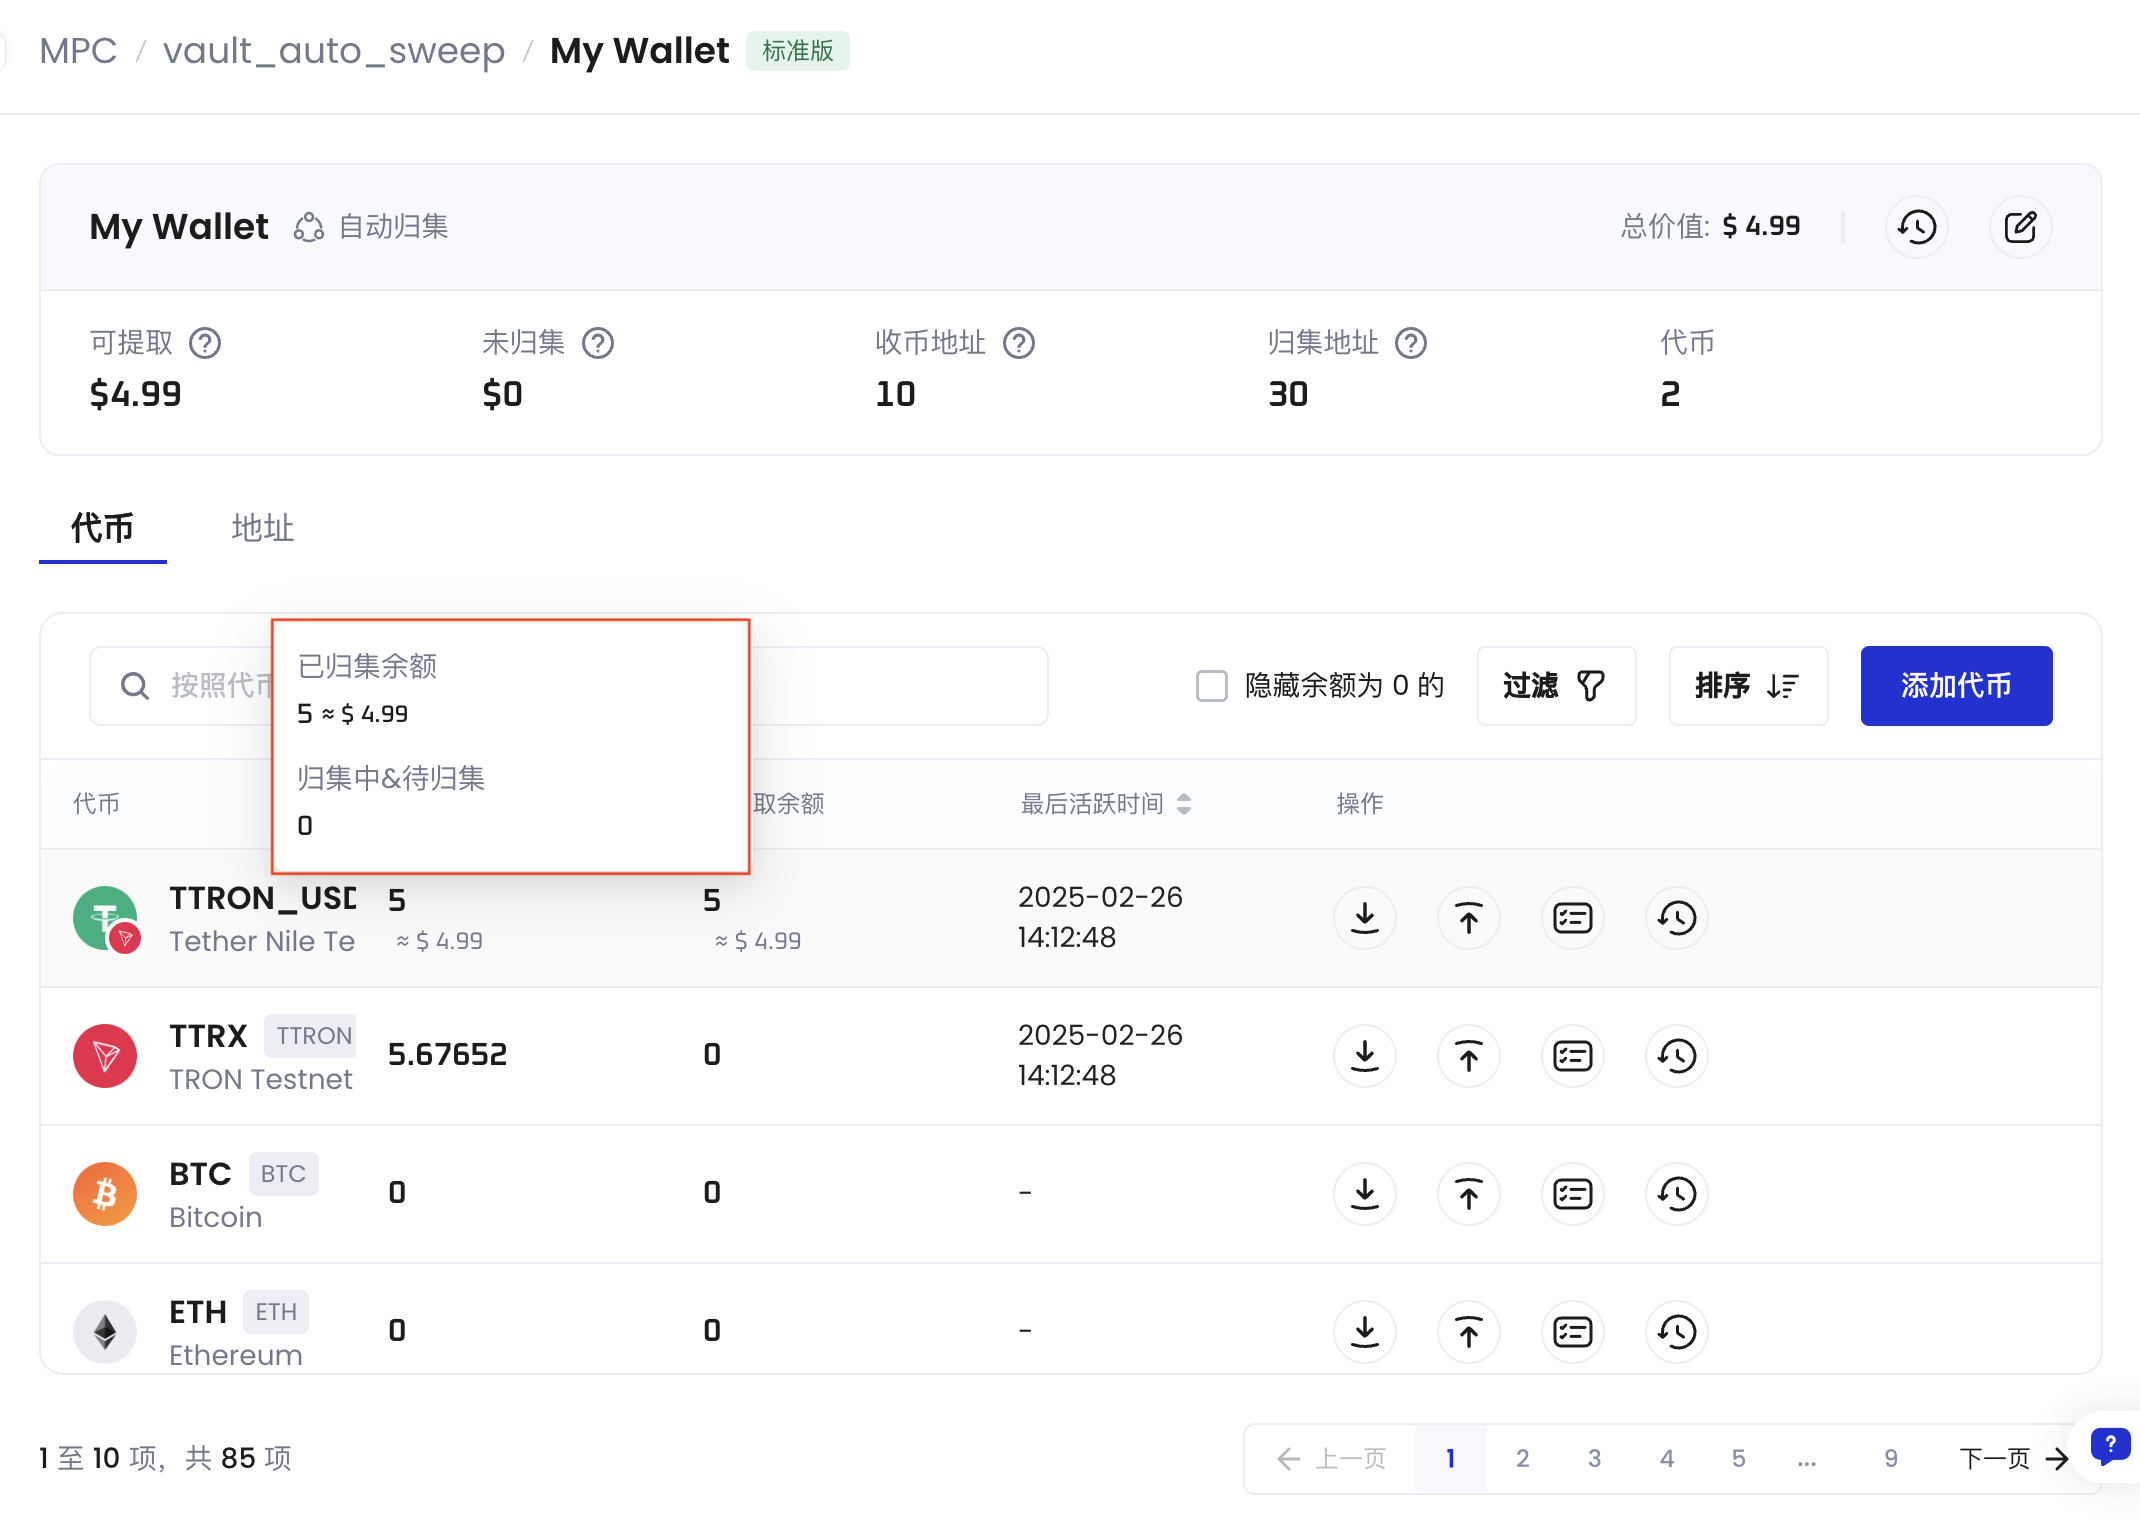 MPC / vault_auto_sweep / My Wallet 标准版
My Wallet 自动归集 总价值: $ 4.99
可提取 未归集 收币地址 归集地址 代币
$4.99 $0 10 30 2
代币 地址
按照代币
隐藏余额为 0 的 过滤 排序 添加代币
已归集余额
5 ≈ $ 4.99
归集中&待归集
0
代币 取余额 最后活跃时间 操作
TTRON_USD 5 5 2025-02-26
Tether Nile Te ≈ $ 4.99 ≈ $ 4.99 14:12:48
TTRX TTRON 5.67652 0 2025-02-26
TRON Testnet 14:12:48
BTC BTC 0 0 -
Bitcoin
ETH ETH 0 0 -
Ethereum
1 至 10 项, 共 85 项 上一页 1 2 3 4 5 ... 9 下一页